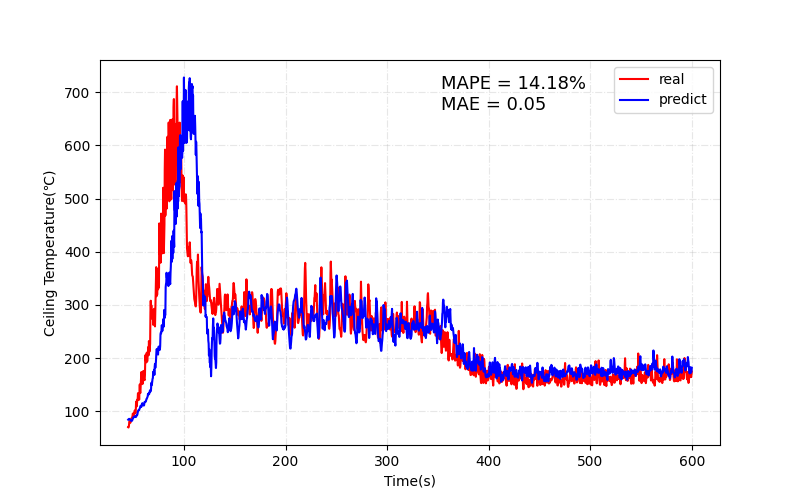 MAPE = 14.18%
MAE = 0.05
real
predict
Ceiling Temperature(℃)
700
600
500
400
300
200
100
100 200 300 400 500 600
Time(s)